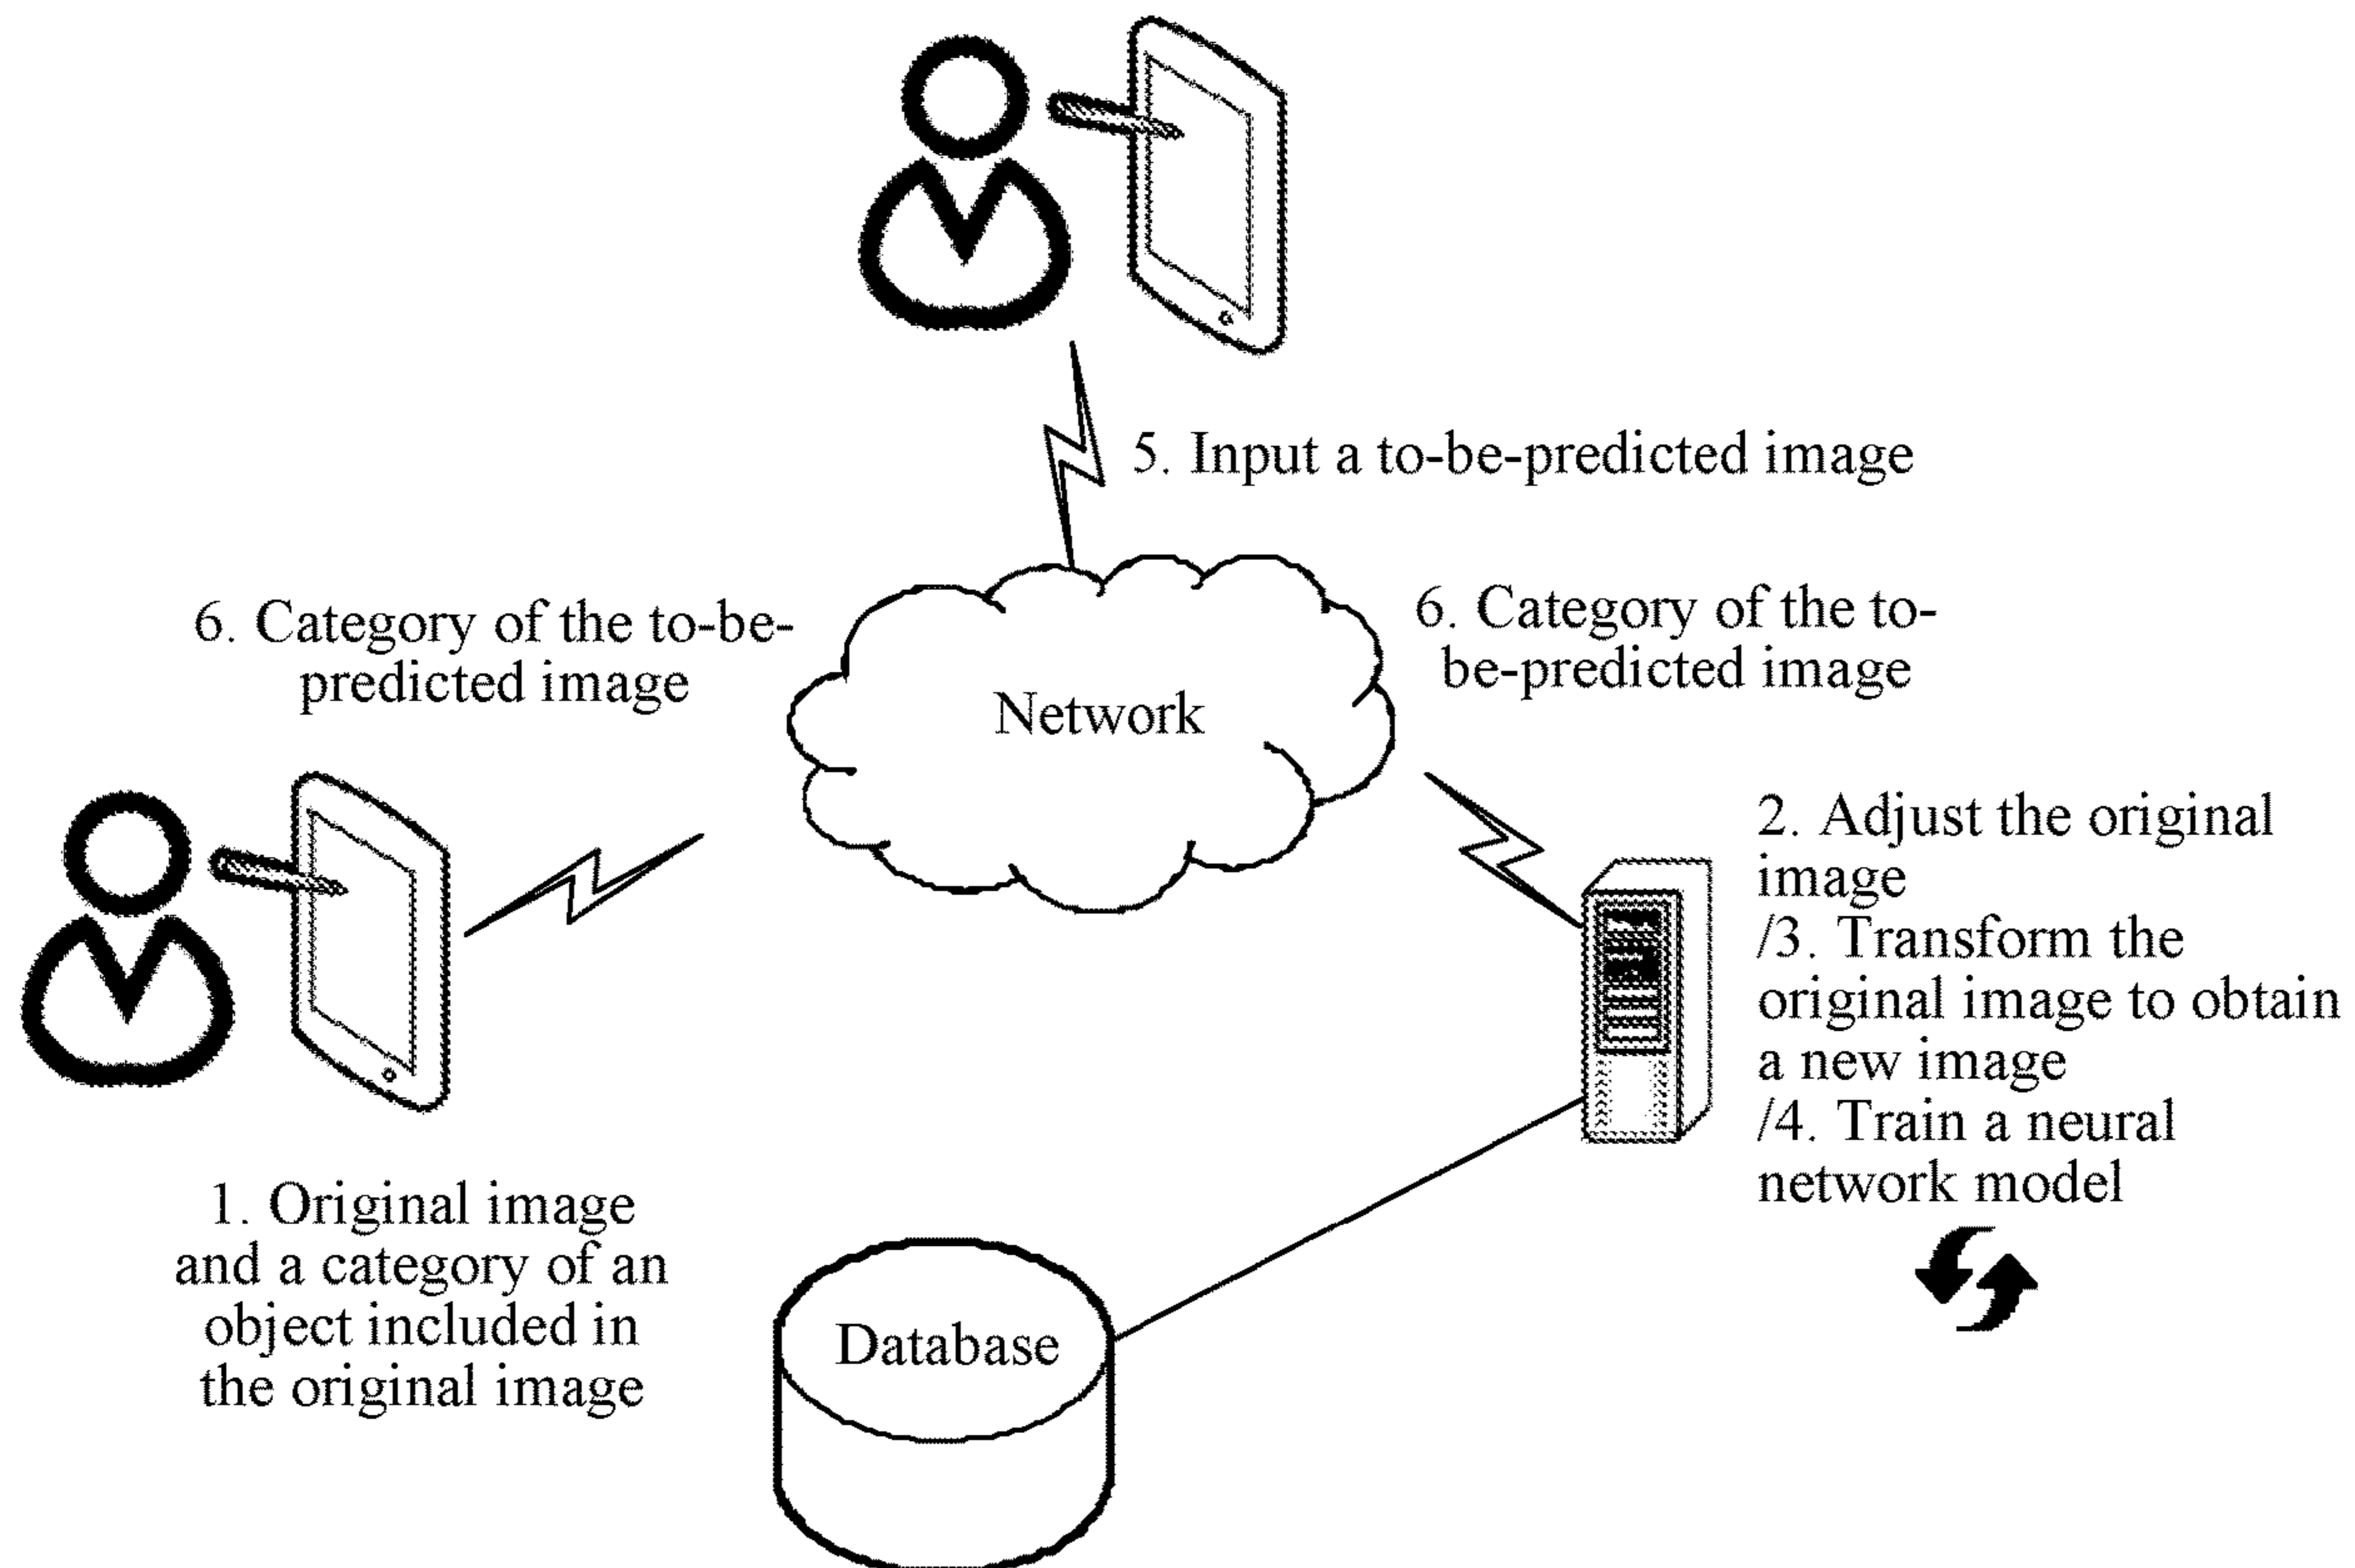 5. Input a to-be-predicted image
6. Category of the to-be-
predicted image
6. Category of the to-
be-predicted image
Network
2. Adjust the original
image
/3. Transform the
original image to obtain
a new image
/4. Train a neural
network model
1. Original image
and a category of an
object included in
the original image
Database